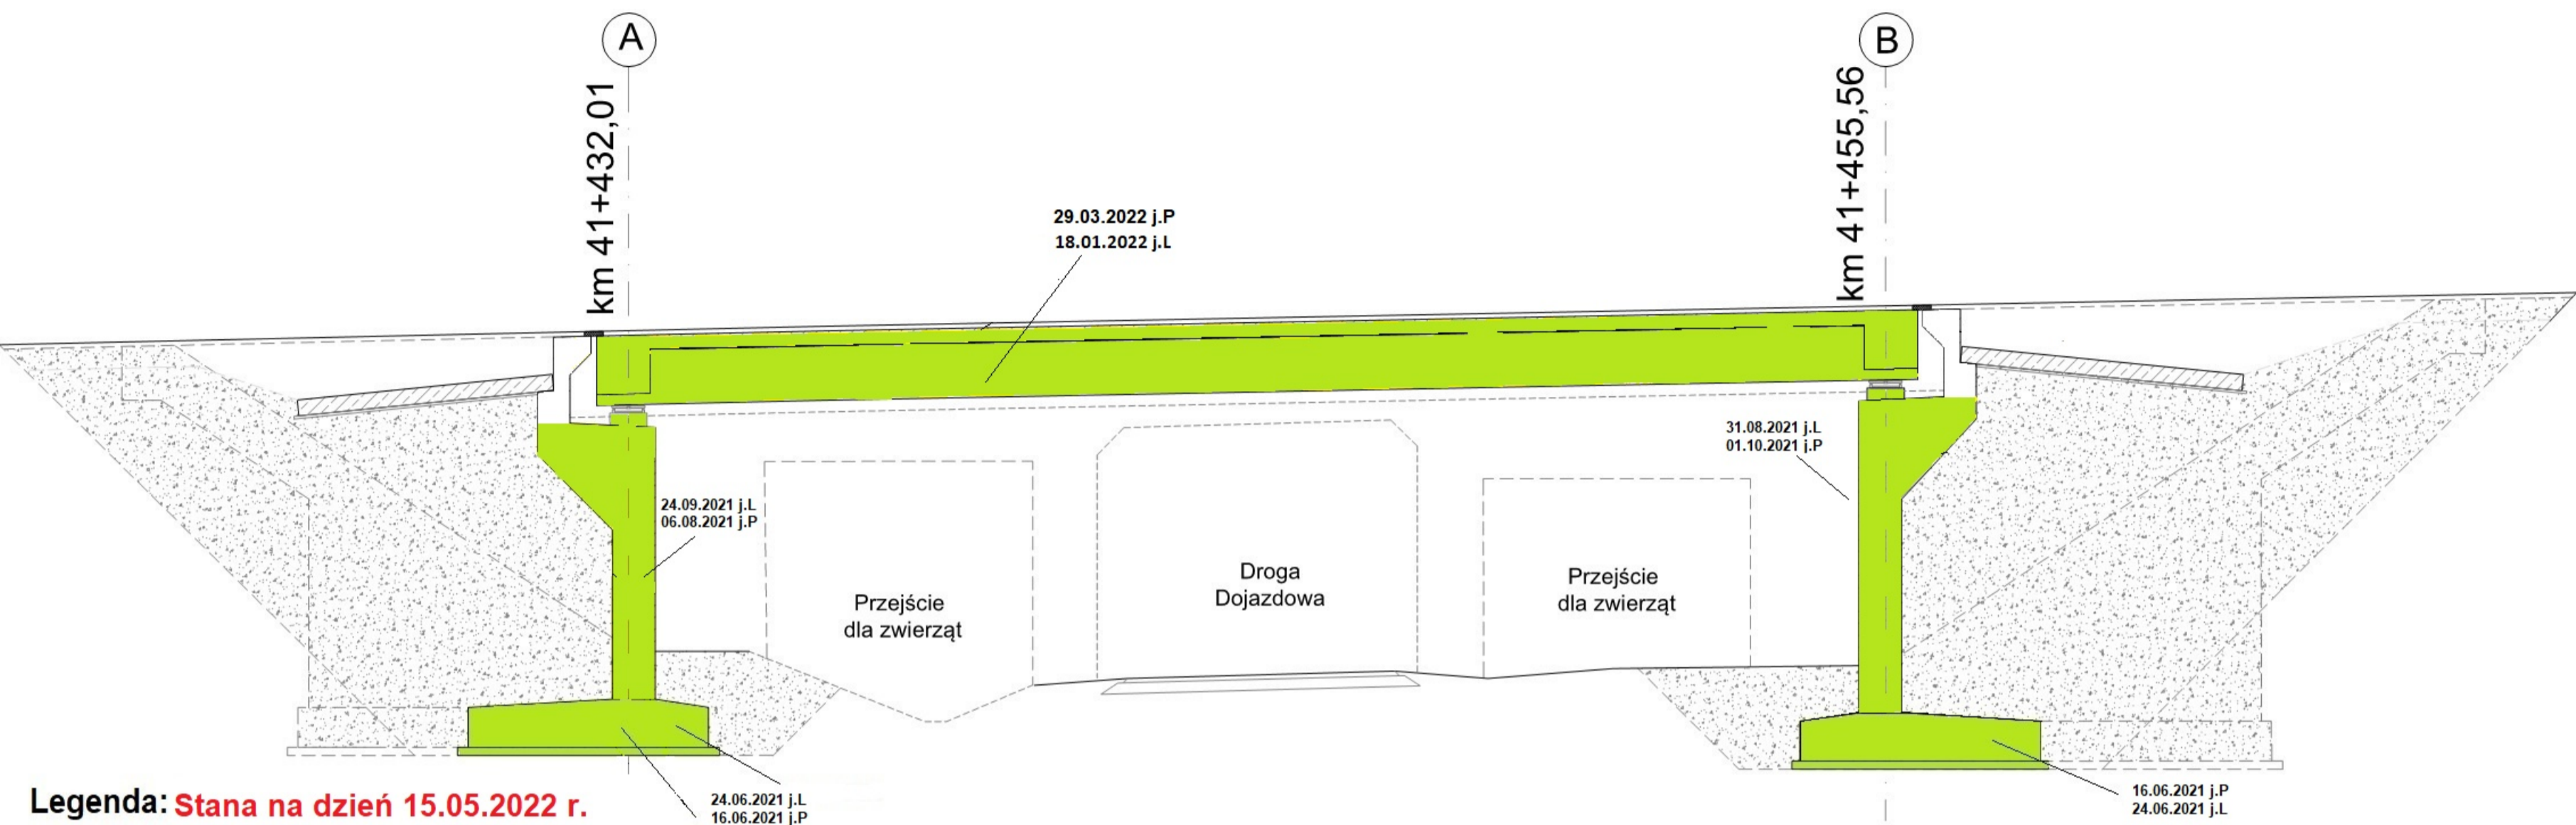 A
B
km 41+432,01
km 41+455,56
29.03.2022 j.P
18.01.2022 j.L
31.08.2021 j.L
01.10.2021 j.P
24.09.2021 j.L
06.08.2021 j.P
Przejście
dla zwierząt
Droga
Dojazdowa
Przejście
dla zwierząt
Legenda: Stana na dzień 15.05.2022 r.
24.06.2021 j.L
16.06.2021 j.P
16.06.2021 j.P
24.06.2021 j.L